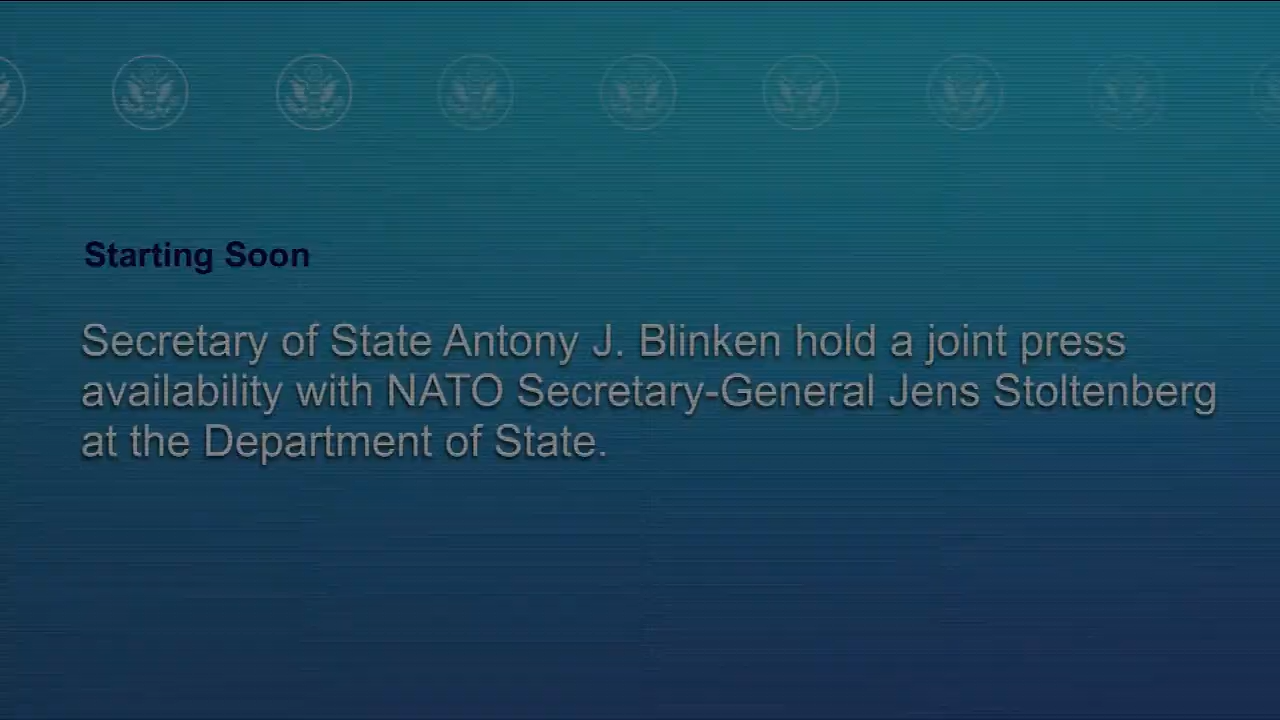 Starting Soon
Secretary of State Antony J. Blinken hold a joint press
availability with NATO Secretary-General Jens Stoltenberg
at the Department of State.